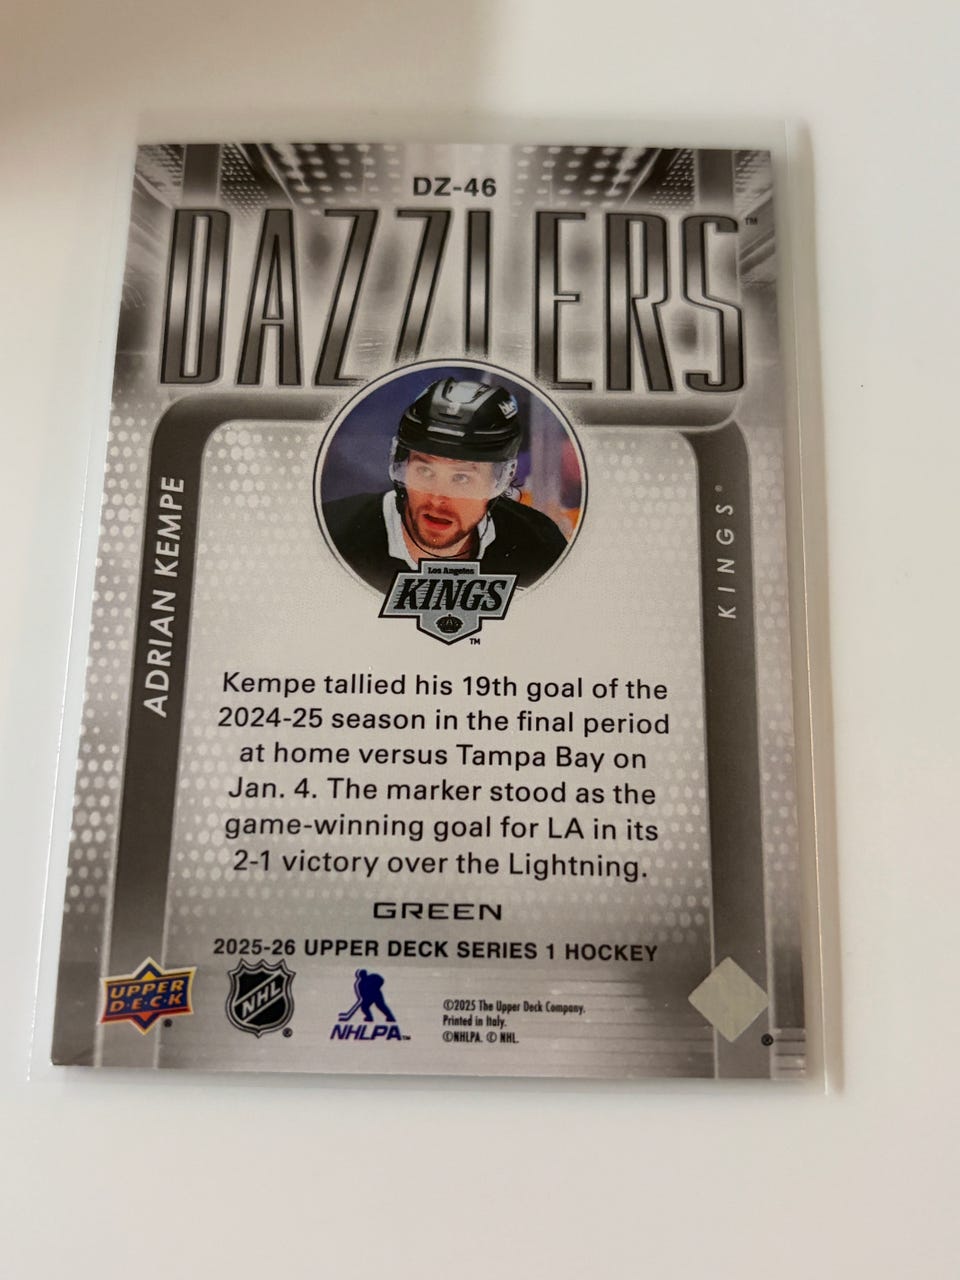 DZ-46
DAZZLERS™
ADRIAN KEMPE
KINGS®
Los Angeles
KINGS
™
Kempe tallied his 19th goal of the
2024-25 season in the final period
at home versus Tampa Bay on
Jan. 4. The marker stood as the
game-winning goal for LA in its
2-1 victory over the Lightning.
GREEN
2025-26 UPPER DECK SERIES 1 HOCKEY
UPPER
D·E·C·K
®
NHL
®
NHLPA™
©2025 The Upper Deck Company.
Printed in Italy.
©NHLPA. © NHL.
®